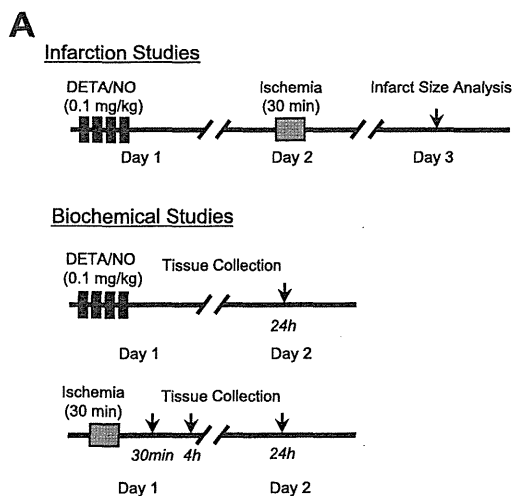 A
Infarction Studies
DETA/NO
(0.1 mg/kg)
Ischemia
(30 min)
Infarct Size Analysis
Day 1
Day 2
Day 3
Biochemical Studies
DETA/NO
(0.1 mg/kg)
Tissue Collection
24h
Day 1
Day 2
Ischemia
(30 min)
Tissue Collection
30min
4h
24h
Day 1
Day 2